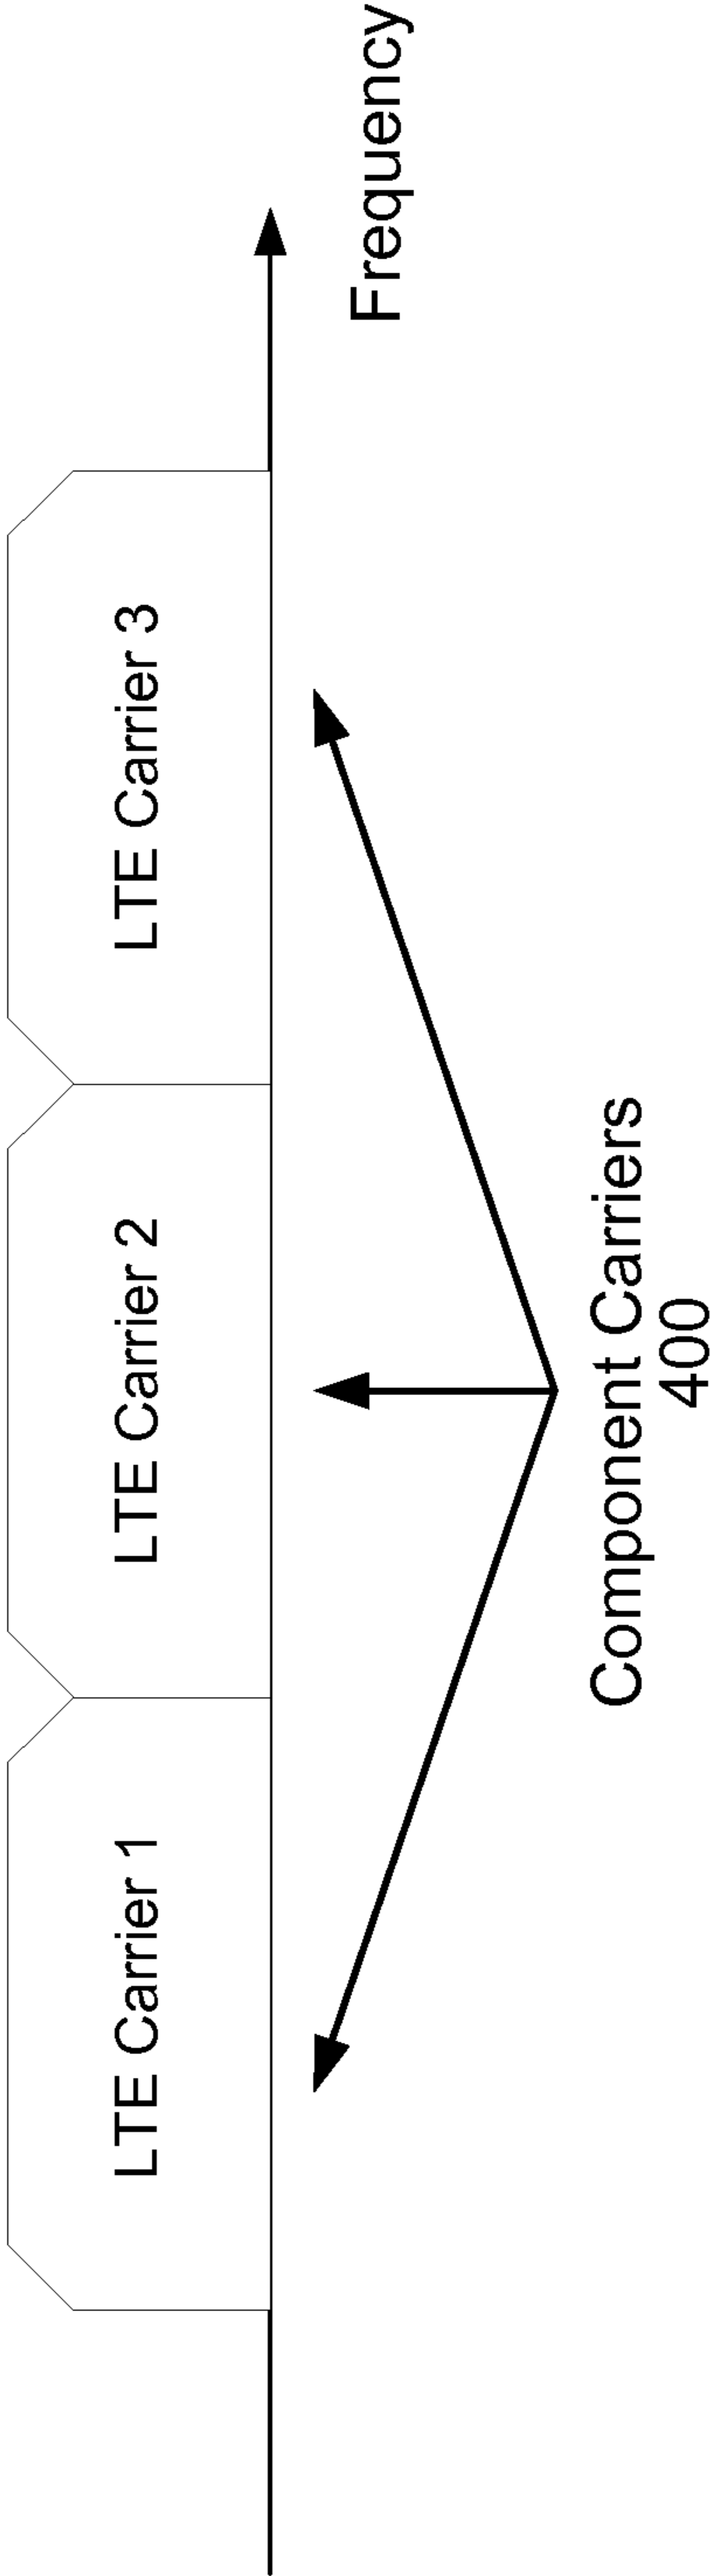 LTE Carrier 1
LTE Carrier 2
LTE Carrier 3
Frequency
Component Carriers
400